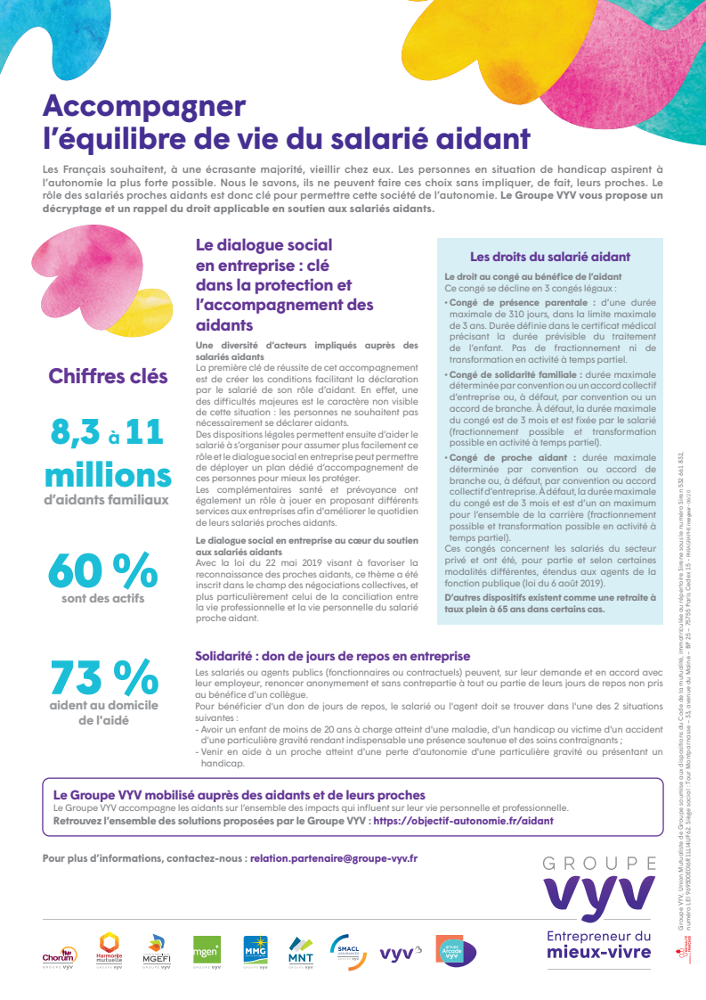 Accompagner
l'équilibre de vie du salarié aidant
Les Français souhaitent, à une écrasante majorité, vieillir chez eux. Les personnes en situation de handicap aspirent à
l'autonomie la plus forte possible. Nous le savons, ils ne peuvent faire ces choix sans impliquer, de fait, leurs proches. Le
rôle des salariés proches aidants est donc clé pour permettre cette société de l'autonomie. Le Groupe VYV vous propose un
décryptage et un rappel du droit applicable en soutien aux salariés aidants.
Chiffres clés
8,3 à 11
millions
d'aidants familiaux
60 %
sont des actifs
73 %
aident au domicile
de l'aidé
Le dialogue social
en entreprise : clé
dans la protection et
l'accompagnement des
aidants
Une diversité d'acteurs impliqués auprès des
salariés aidants
La première clé de réussite de cet accompagnement
est de créer les conditions facilitant la déclaration
par le salarié de son rôle d'aidant. En effet, une
des difficultés majeures est le caractère non visible
de cette situation : les personnes ne souhaitent pas
nécessairement se déclarer aidants.
Des dispositions légales permettent ensuite d'aider le
salarié à s'organiser pour assumer plus facilement ce
rôle et le dialogue social en entreprise peut permettre
de déployer un plan dédié d'accompagnement de
ces personnes pour mieux les protéger.
Les complémentaires santé et prévoyance ont
également un rôle à jouer en proposant différents
services aux entreprises afin d'améliorer le quotidien
de leurs salariés proches aidants.
Le dialogue social en entreprise au cœur du soutien
aux salariés aidants
Avec la loi du 22 mai 2019 visant à favoriser la
reconnaissance des proches aidants, ce thème a été
inscrit dans le champ des négociations collectives, et
plus particulièrement celui de la conciliation entre
la vie professionnelle et la vie personnelle du salarié
proche aidant.
Les droits du salarié aidant
Le droit au congé au bénéfice de l'aidant
Ce congé se décline en 3 congés légaux :
• Congé de présence parentale : d'une durée
maximale de 310 jours, dans la limite maximale
de 3 ans. Durée définie dans le certificat médical
précisant la durée prévisible du traitement
de l'enfant. Pas de fractionnement ni de
transformation en activité à temps partiel.
• Congé de solidarité familiale : durée maximale
déterminée par convention ou un accord collectif
d'entreprise ou, à défaut, par convention ou un
accord de branche. À défaut, la durée maximale
du congé est de 3 mois et est fixée par le salarié
(fractionnement possible et transformation
possible en activité à temps partiel).
• Congé de proche aidant : durée maximale
déterminée par convention ou accord de
branche ou, à défaut, par convention ou accord
collectif d'entreprise. À défaut, la durée maximale
du congé est de 3 mois et est d'un an maximum
pour l'ensemble de la carrière (fractionnement
possible et transformation possible en activité à
temps partiel).
Ces congés concernent les salariés du secteur
privé et ont été, pour partie et selon certaines
modalités différentes, étendus aux agents de la
fonction publique (loi du 6 août 2019).
D'autres dispositifs existent comme une retraite à
taux plein à 65 ans dans certains cas.
Solidarité : don de jours de repos en entreprise
Les salariés ou agents publics (fonctionnaires ou contractuels) peuvent, sur leur demande et en accord avec
leur employeur, renoncer anonymement et sans contrepartie à tout ou partie de leurs jours de repos non pris
au bénéfice d'un collègue.
Pour bénéficier d'un don de jours de repos, le salarié ou l'agent doit se trouver dans l'une des 2 situations
suivantes :
- Avoir un enfant de moins de 20 ans à charge atteint d'une maladie, d'un handicap ou victime d'un accident
d'une particulière gravité rendant indispensable une présence soutenue et des soins contraignants ;
- Venir en aide à un proche atteint d'une perte d'autonomie d'une particulière gravité ou présentant un
handicap.
Le Groupe VYV mobilisé auprès des aidants et de leurs proches
Le Groupe VYV accompagne les aidants sur l'ensemble des impacts qui influent sur leur vie personnelle et professionnelle.
Retrouvez l'ensemble des solutions proposées par le Groupe VYV : https://objectif-autonomie.fr/aidant
Pour plus d'informations, contactez-nous : relation.partenaire@groupe-vyv.fr
GROUPE
vyv
Entrepreneur du
mieux-vivre
Chorum
GROUPE vyv
Harmonie
mutuelle
GROUPE vyv
MGEFI
GROUPE vyv
mgen
GROUPE vyv
MMG
GROUPE vyv
MNT
GROUPE vyv
SMACL
ASSURANCES
GROUPE vyv
vyv3
groupe
Arcade
vyv
Groupe VYV, Union Mutualiste de Groupe soumise aux dispositions du Code de la mutualité, immatriculée au répertoire Sirene sous le numéro Siren 532 661 832,